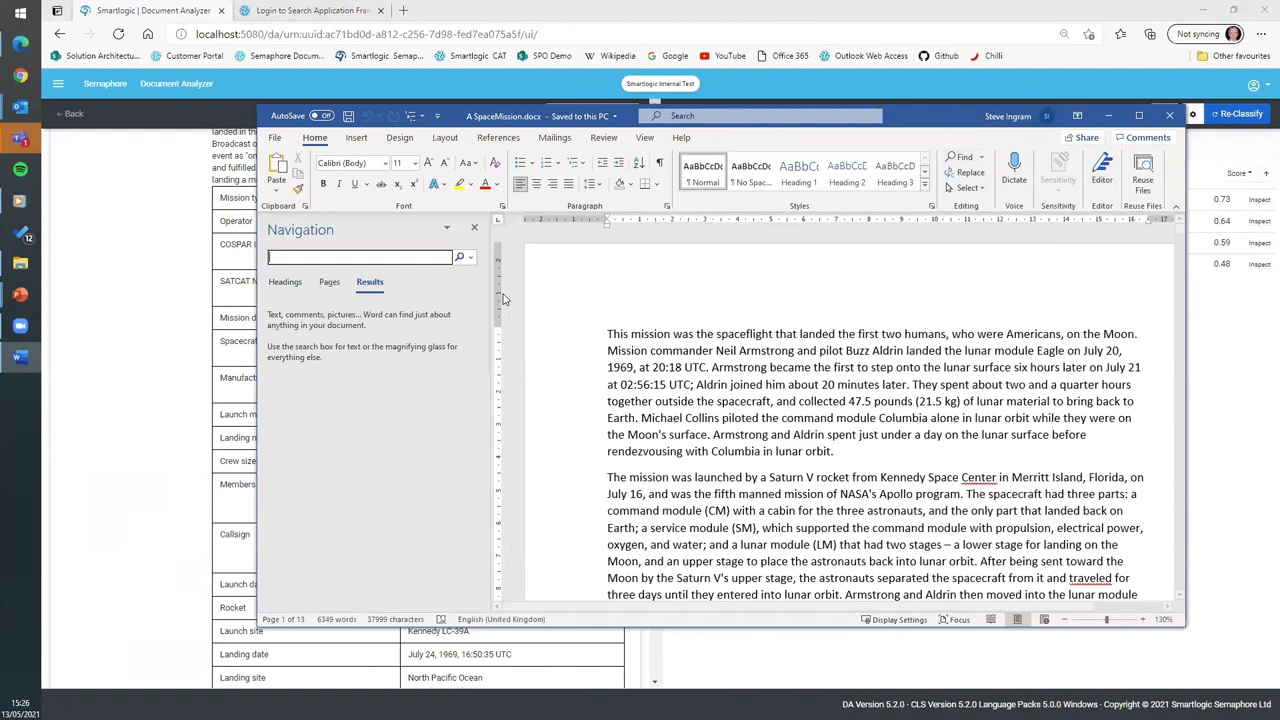 Smartlogic | Document Analyzer
Login to Search Application Fra
localhost:5080/da/urn:uuid:ac71bd0d-a812-c256-7d98-fed7ea075a5f/ui/
Not syncing
Solution Architectu
Semaphore Docum
Smartlogic Semap
Smartlogic CAT
SPO Demo
Wikipedia
Google
YouTube
Office 365
Outlook Web Access
Github
Chilli
Other favourites
Semaphore
Document Analyzer
Smartlogic Internal Test
Back
Re-Classify
landed in the
Broadcast o
event as "on
and fulfilled
landing a m
Mission ty
Operator
COSPAR I
SATCAT N
Mission d
Spacecra
Manufac
Launch m
Landing m
Crew size
Members
Callsign
Launch da
Rocket
Launch site
Kennedy LC-39A
Landing date
July 24, 1969, 16:50:35 UTC
Landing site
North Pacific Ocean
Score
0.73 Inspect
0.64 Inspect
0.59 Inspect
0.48 Inspect
AutoSave Off
A SpaceMission.docx - Saved to this PC
Search
Steve Ingram
SI
File
Home
Insert
Draw
Design
Layout
References
Mailings
Review
View
Help
Share
Comments
Paste
Clipboard
Calibri (Body)
11
Font
Paragraph
AaBbCcDc
¶ Normal
AaBbCcDc
¶ No Spac...
AaBbCc
Heading 1
AaBbCcC
Heading 2
AaBbCcD
Heading 3
Styles
Find
Replace
Select
Editing
Dictate
Voice
Sensitivity
Sensitivity
Editor
Editor
Reuse
Files
Reuse Files
Navigation
Headings
Pages
Results
Text, comments, pictures... Word can find just about
anything in your document.
Use the search box for text or the magnifying glass for
everything else.
This mission was the spaceflight that landed the first two humans, who were Americans, on the Moon.
Mission commander Neil Armstrong and pilot Buzz Aldrin landed the lunar module Eagle on July 20,
1969, at 20:18 UTC. Armstrong became the first to step onto the lunar surface six hours later on July 21
at 02:56:15 UTC; Aldrin joined him about 20 minutes later. They spent about two and a quarter hours
together outside the spacecraft, and collected 47.5 pounds (21.5 kg) of lunar material to bring back to
Earth. Michael Collins piloted the command module Columbia alone in lunar orbit while they were on
the Moon's surface. Armstrong and Aldrin spent just under a day on the lunar surface before
rendezvousing with Columbia in lunar orbit.
The mission was launched by a Saturn V rocket from Kennedy Space Center in Merritt Island, Florida, on
July 16, and was the fifth manned mission of NASA's Apollo program. The spacecraft had three parts: a
command module (CM) with a cabin for the three astronauts, and the only part that landed back on
Earth; a service module (SM), which supported the command module with propulsion, electrical power,
oxygen, and water; and a lunar module (LM) that had two stages – a lower stage for landing on the
Moon, and an upper stage to place the astronauts back into lunar orbit. After being sent toward the
Moon by the Saturn V's upper stage, the astronauts separated the spacecraft from it and traveled for
three days until they entered into lunar orbit. Armstrong and Aldrin then moved into the lunar module
Page 1 of 13
6349 words
37999 characters
English (United Kingdom)
Display Settings
Focus
130%
12
15:26
13/05/2021
DA Version 5.2.0 · CLS Version 5.2.0 Language Packs 5.0.0 Windows · Copyright © 2021 Smartlogic Semaphore Ltd